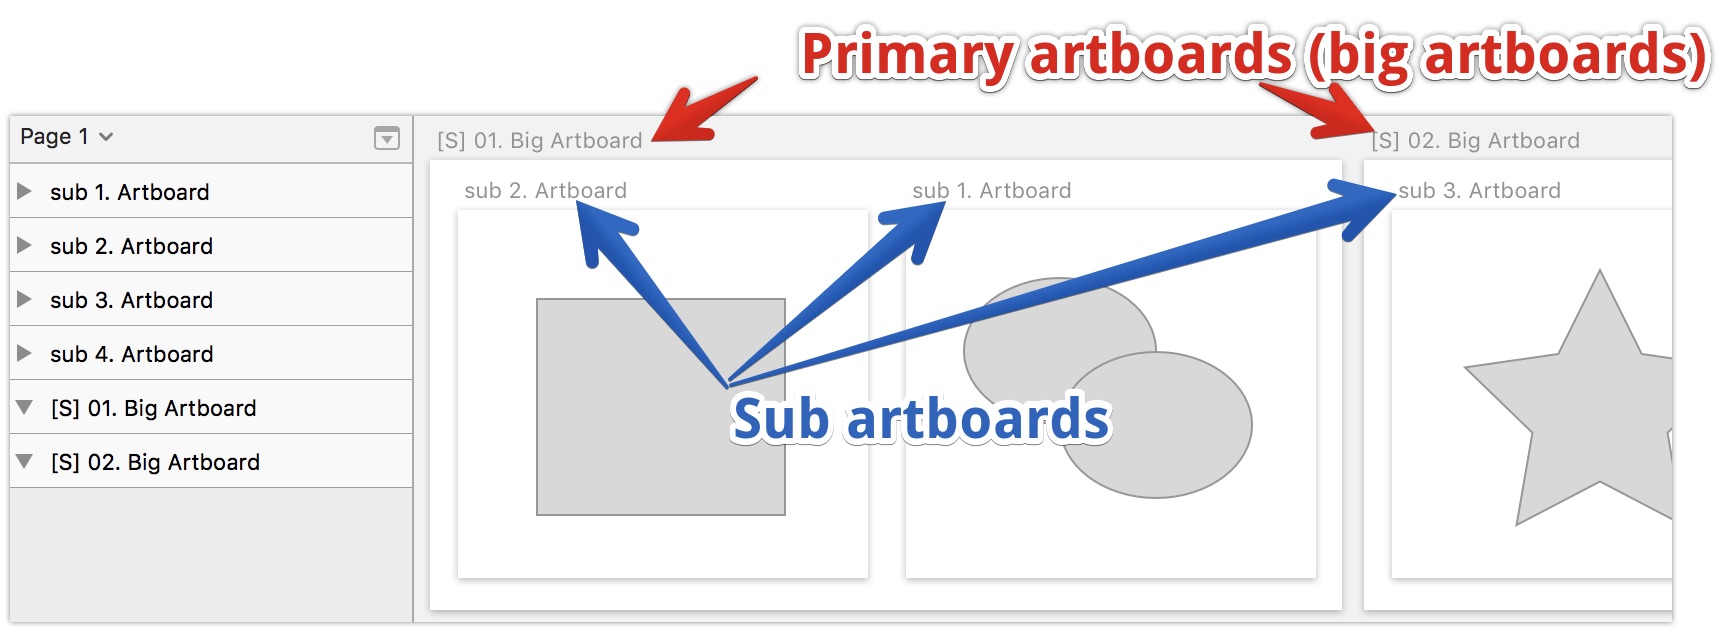 Primary artboards (big artboards)
Page 1
[S] 01. Big Artboard
[S] 02. Big Artboard
sub 1. Artboard
sub 2. Artboard
sub 3. Artboard
sub 4. Artboard
[S] 01. Big Artboard
[S] 02. Big Artboard
sub 2. Artboard
sub 1. Artboard
sub 3. Artboard
Sub artboards